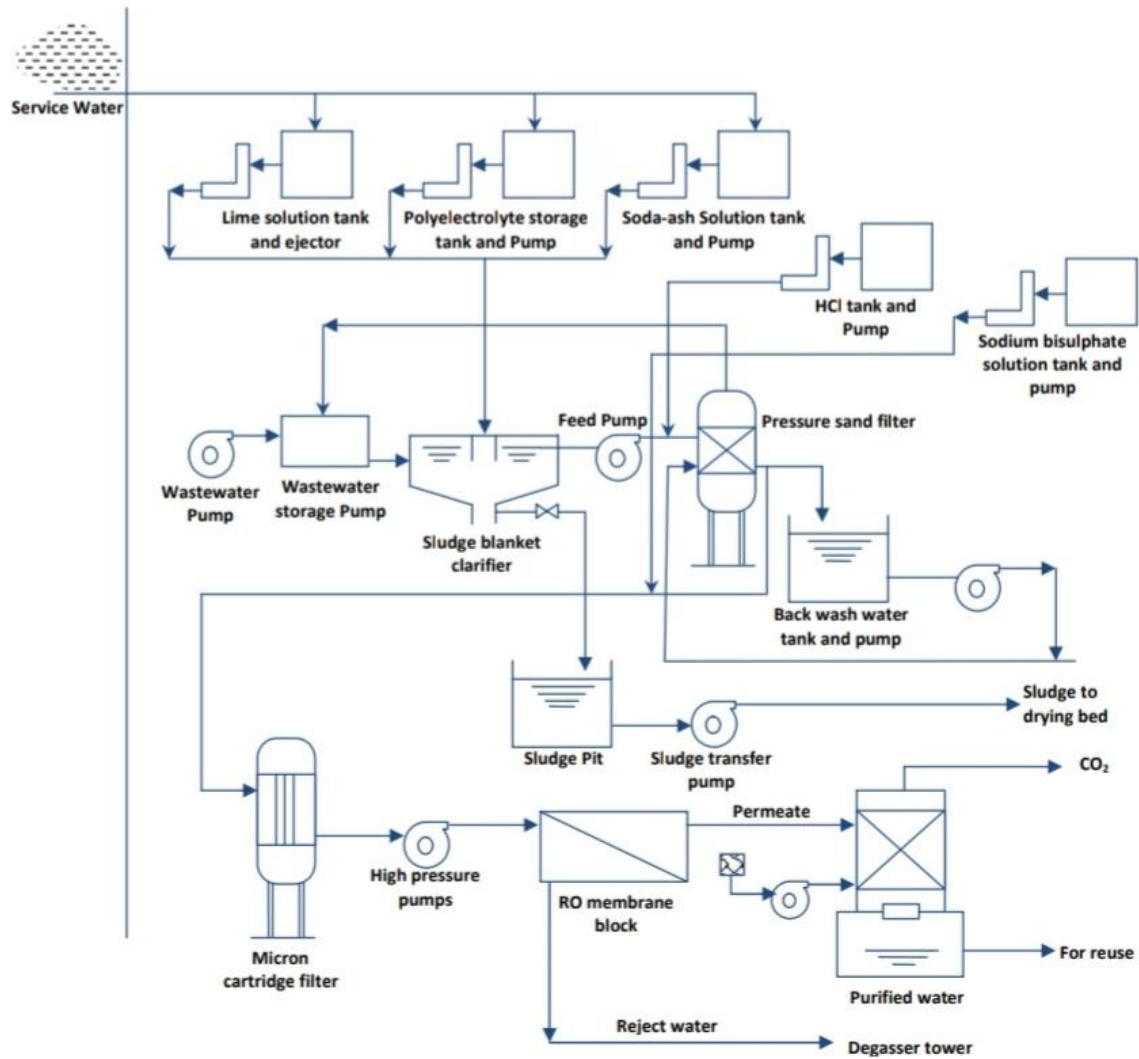 Service Water
Lime solution tank
and ejector
Polyelectrolyte storage
tank and Pump
Soda-ash Solution tank
and Pump
HCl tank and
Pump
Sodium bisulphate
solution tank and
pump
Feed Pump
Pressure sand filter
Wastewater
Pump
Wastewater
storage Pump
Sludge blanket
clarifier
Back wash water
tank and pump
Sludge to
drying bed
Sludge Pit
Sludge transfer
pump
CO₂
Permeate
High pressure
pumps
RO membrane
block
Micron
cartridge filter
For reuse
Purified water
Reject water
Degasser tower